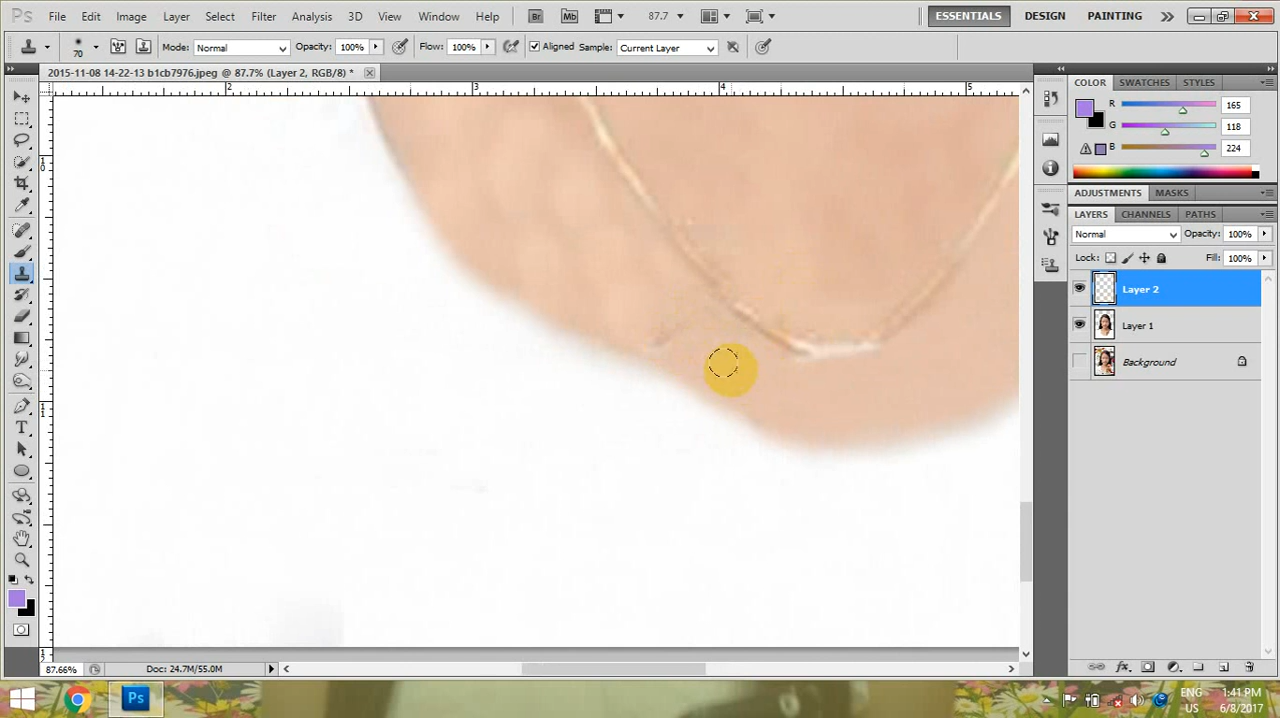 Ps File Edit Image Layer Select Filter Analysis 3D View Window Help Br Mb 87.7 ESSENTIALS DESIGN PAINTING
70 Mode: Normal Opacity: 100% Flow: 100% Aligned Sample: Current Layer
2015-11-08 14-22-13 b1cb7976.jpeg @ 87.7% (Layer 2, RGB/8) *
2 3 4 5
COLOR SWATCHES STYLES
R 165
G 118
B 224
ADJUSTMENTS MASKS
LAYERS CHANNELS PATHS
Normal Opacity: 100%
Lock: Fill: 100%
Layer 2
Layer 1
Background
87.66% Doc: 24.7M/55.0M
Ps ENG 1:41 PM
US 6/8/2017